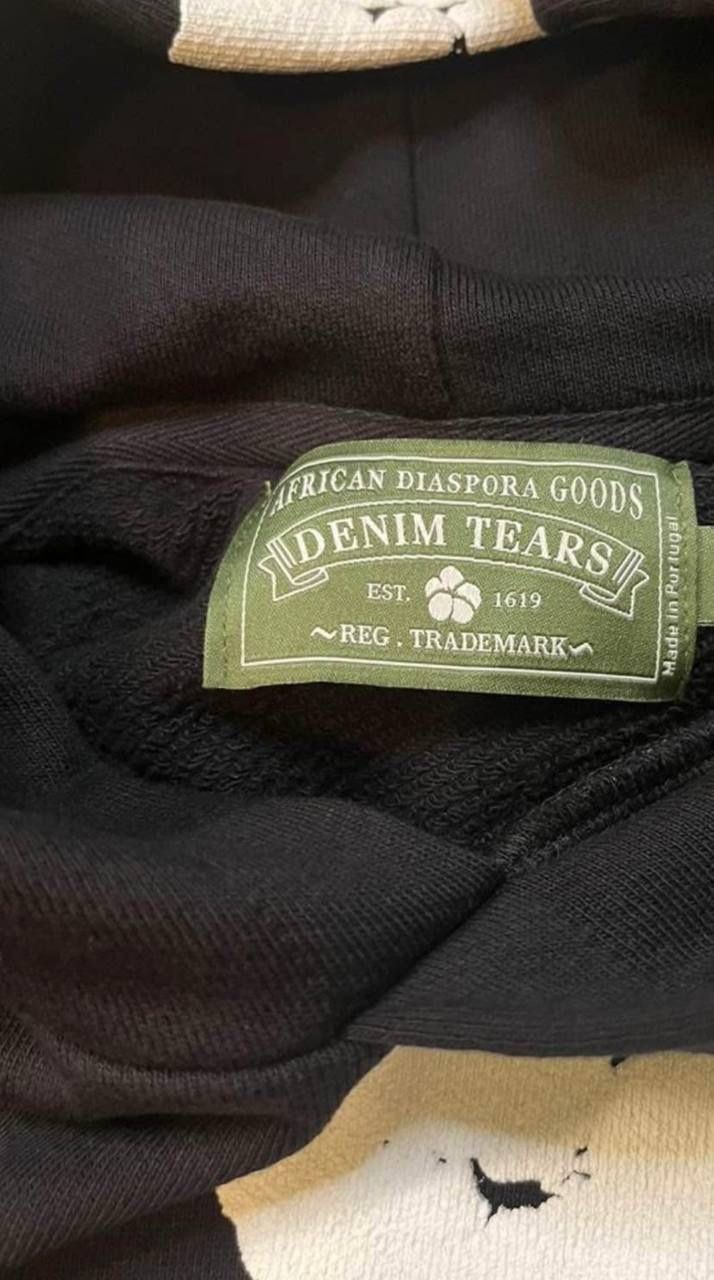 AFRICAN DIASPORA GOODS
DENIM TEARS
EST. 1619
~REG . TRADEMARK~
Made in Portugal